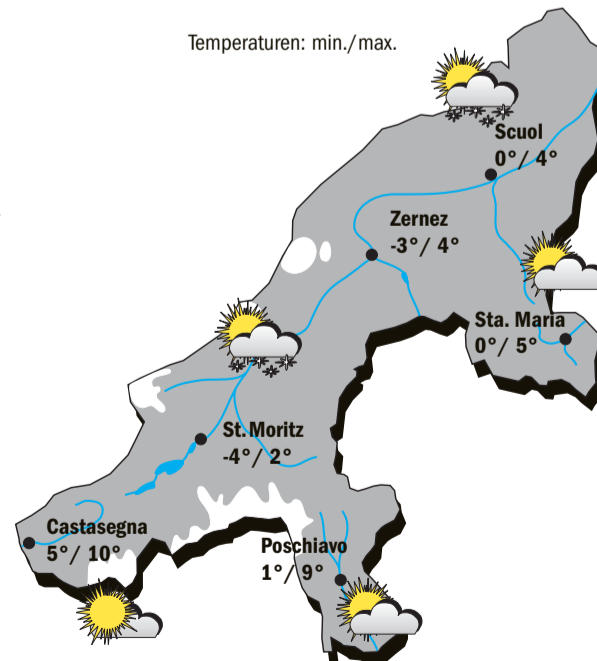 Temperaturen: min./max.
Scuol
0°/ 4°
Zernez
-3°/ 4°
Sta. Maria
0°/ 5°
St. Moritz
-4°/ 2°
Castasegna
5°/ 10°
Poschiavo
1°/ 9°